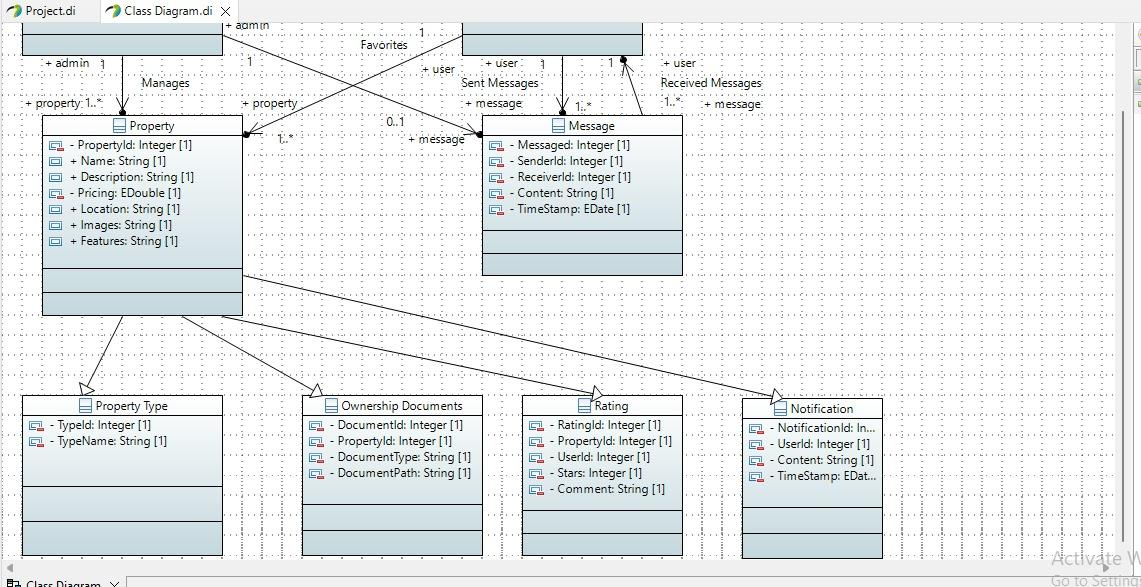 Project.di
Class Diagram.di
+ admin
1
Favorites
+ admin 1
1
+ user
+ user 1
1
+ user
Manages
Sent Messages
Received Messages
+ property 1..*
+ property
+ message
1..*
1..*
+ message
0..1
1..*
+ message
Property
- PropertyId: Integer [1]
+ Name: String [1]
+ Description: String [1]
- Pricing: EDouble [1]
+ Location: String [1]
+ Images: String [1]
+ Features: String [1]
Message
- Messaged: Integer [1]
- SenderId: Integer [1]
- ReceiverId: Integer [1]
- Content: String [1]
- TimeStamp: EDate [1]
Property Type
- TypeId: Integer [1]
- TypeName: String [1]
Ownership Documents
- DocumentId: Integer [1]
- PropertyId: Integer [1]
- DocumentType: String [1]
- DocumentPath: String [1]
Rating
- RatingId: Integer [1]
- PropertyId: Integer [1]
- UserId: Integer [1]
- Stars: Integer [1]
- Comment: String [1]
Notification
- NotificationId: In...
- UserId: Integer [1]
- Content: String [1]
- TimeStamp: EDat...
Activate W
Go to Setting
Class Diagram